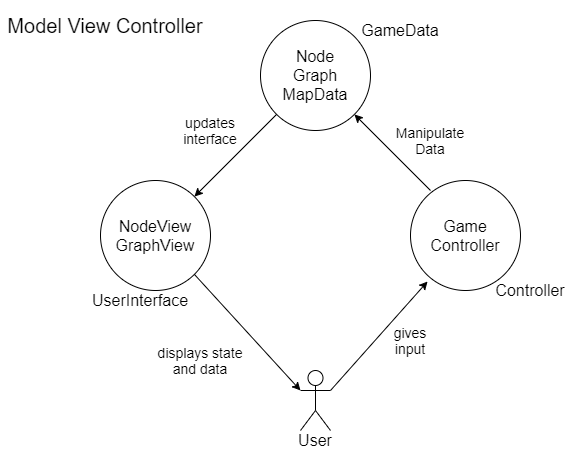 Model View Controller
GameData
Node
Graph
MapData
updates
interface
Manipulate
Data
NodeView
GraphView
UserInterface
Game
Controller
Controller
displays state
and data
gives
input
User